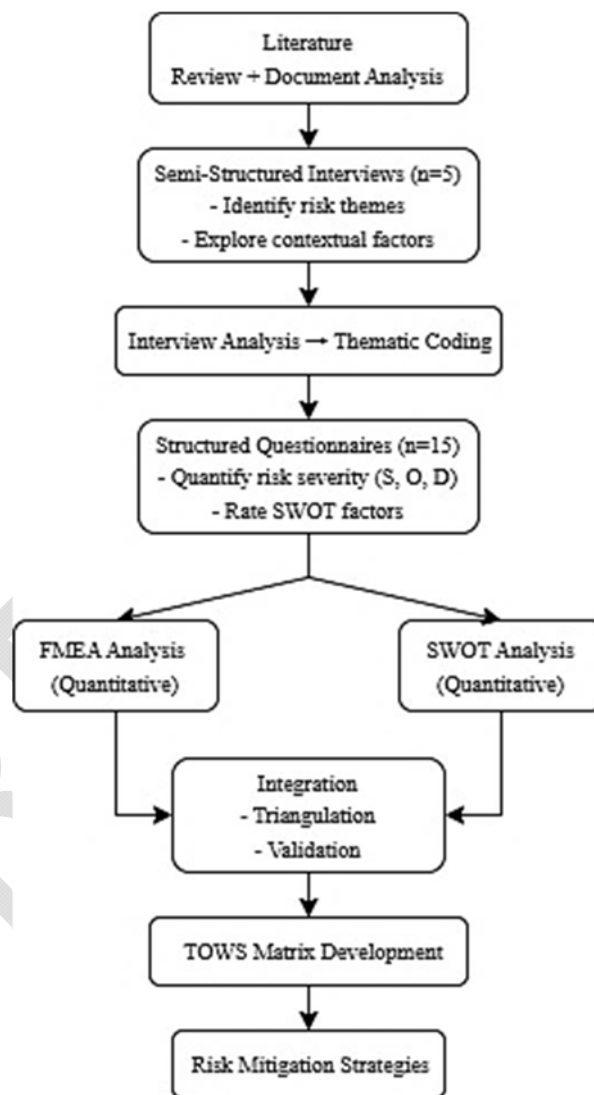 Literature
Review + Document Analysis
Semi-Structured Interviews (n=5)
- Identify risk themes
- Explore contextual factors
Interview Analysis → Thematic Coding
Structured Questionnaires (n=15)
- Quantify risk severity (S, O, D)
- Rate SWOT factors
FMEA Analysis
(Quantitative)
SWOT Analysis
(Quantitative)
Integration
- Triangulation
- Validation
TOWS Matrix Development
Risk Mitigation Strategies